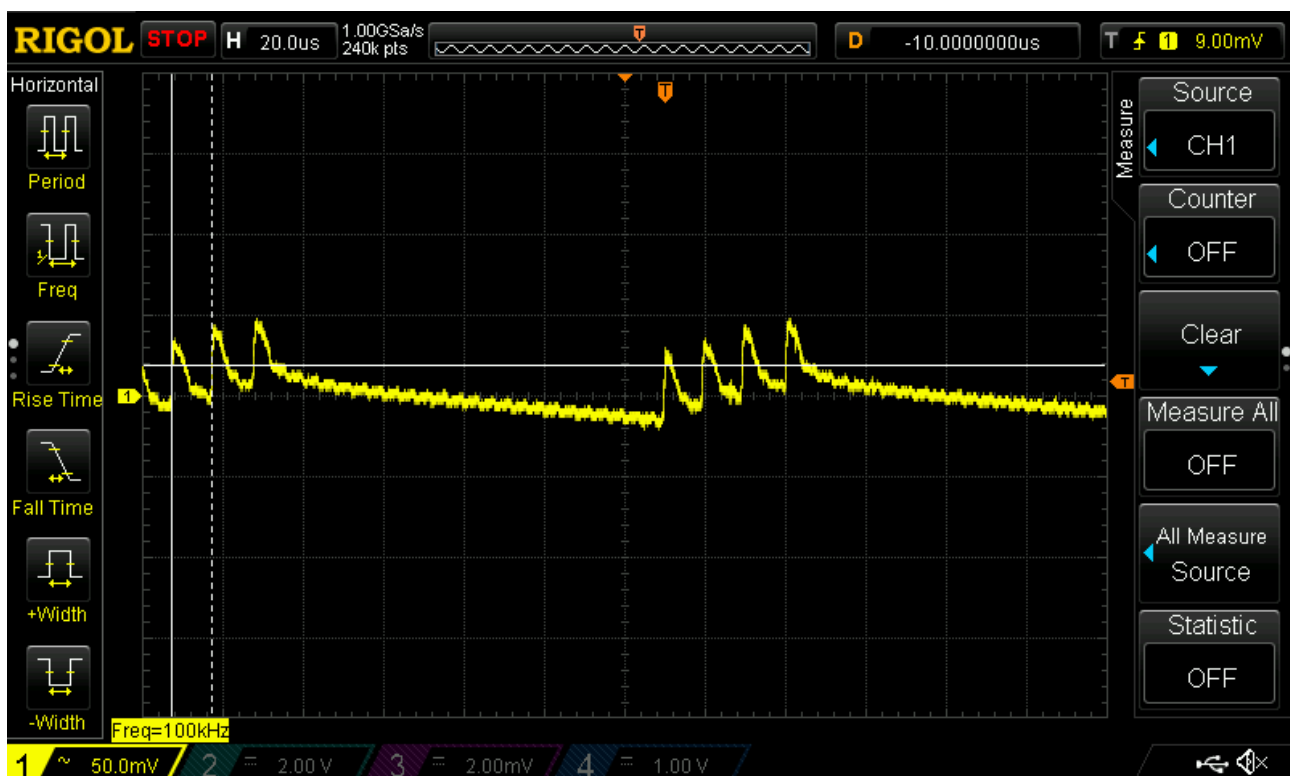 RIGOL STOP H 20.0us 1.00GSa/s 240k pts T D -10.0000000us T 1 9.00mV
Horizontal
Period
Freq
Rise Time
Fall Time
+Width
-Width
T
1
T
Freq=100kHz
Measure
Source
CH1
Counter
OFF
Clear
Measure All
OFF
All Measure
Source
Statistic
OFF
1 ~ 50.0mV 2 = 2.00 V 3 = 2.00mV 4 = 1.00 V